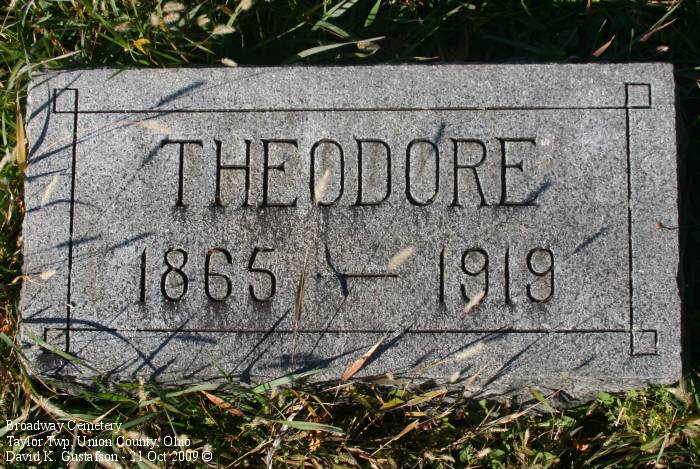 THEODORE
1865 — 1919
Broadway Cemetery
Taylor Twp, Union County, Ohio
David K. Gustafson - 11 Oct 2009 ©